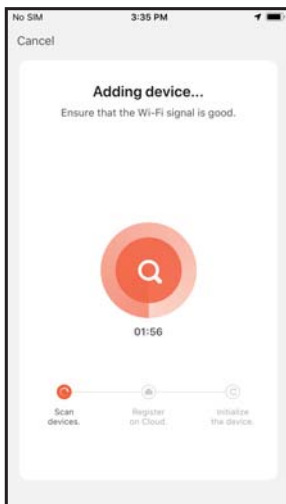 No SIM 3:35 PM
Cancel
Adding device...
Ensure that the Wi-Fi signal is good.
01:56
Scan Register Initialize
devices. on Cloud. the device.